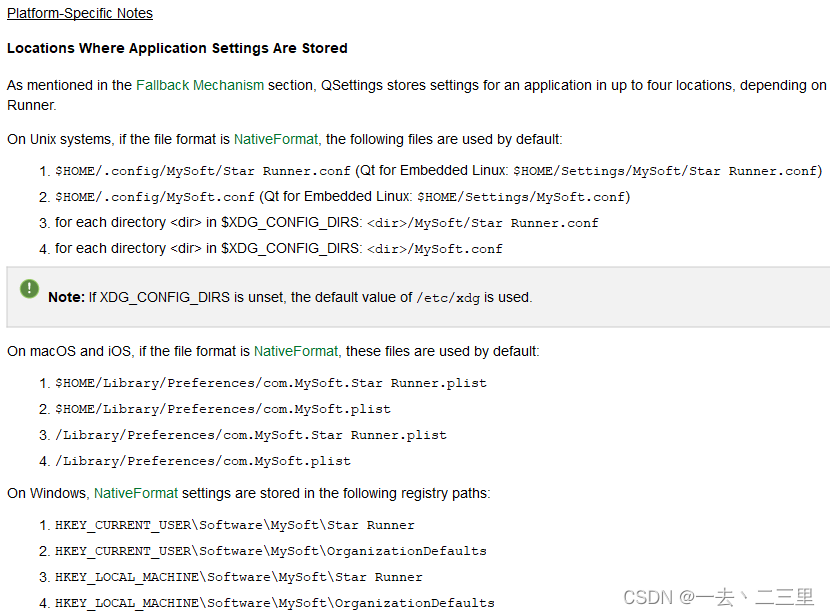 Platform-Specific Notes
Locations Where Application Settings Are Stored
As mentioned in the Fallback Mechanism section, QSettings stores settings for an application in up to four locations, depending on
Runner.
On Unix systems, if the file format is NativeFormat, the following files are used by default:
1. $HOME/.config/MySoft/Star Runner.conf (Qt for Embedded Linux: $HOME/Settings/MySoft/Star Runner.conf)
2. $HOME/.config/MySoft.conf (Qt for Embedded Linux: $HOME/Settings/MySoft.conf)
3. for each directory <dir> in $XDG_CONFIG_DIRS: <dir>/MySoft/Star Runner.conf
4. for each directory <dir> in $XDG_CONFIG_DIRS: <dir>/MySoft.conf
Note: If XDG_CONFIG_DIRS is unset, the default value of /etc/xdg is used.
On macOS and iOS, if the file format is NativeFormat, these files are used by default:
1. $HOME/Library/Preferences/com.MySoft.Star Runner.plist
2. $HOME/Library/Preferences/com.MySoft.plist
3. /Library/Preferences/com.MySoft.Star Runner.plist
4. /Library/Preferences/com.MySoft.plist
On Windows, NativeFormat settings are stored in the following registry paths:
1. HKEY_CURRENT_USER\Software\MySoft\Star Runner
2. HKEY_CURRENT_USER\Software\MySoft\OrganizationDefaults
3. HKEY_LOCAL_MACHINE\Software\MySoft\Star Runner
4. HKEY_LOCAL_MACHINE\Software\MySoft\OrganizationDefaults
CSDN @一去丶二三里